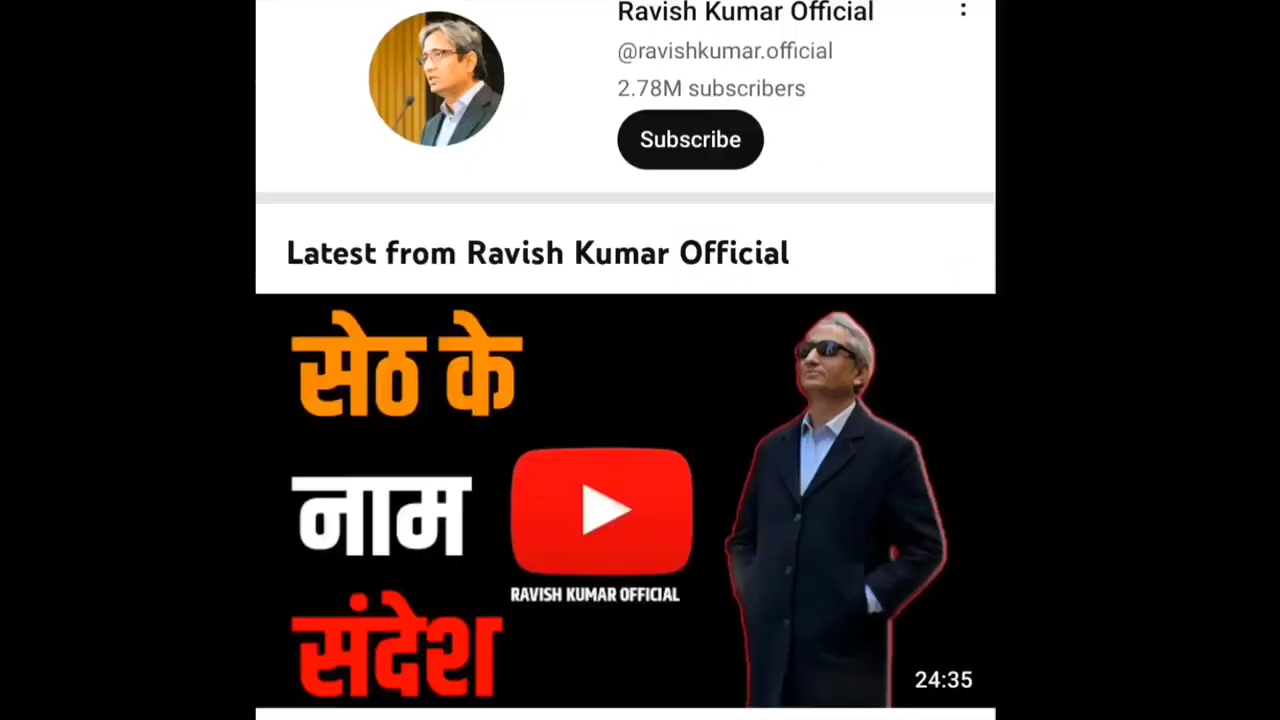 Ravish Kumar Official
@ravishkumar.official
2.78M subscribers
Subscribe
Latest from Ravish Kumar Official
सेठ के
नाम
RAVISH KUMAR OFFICIAL
संदेश
24:35